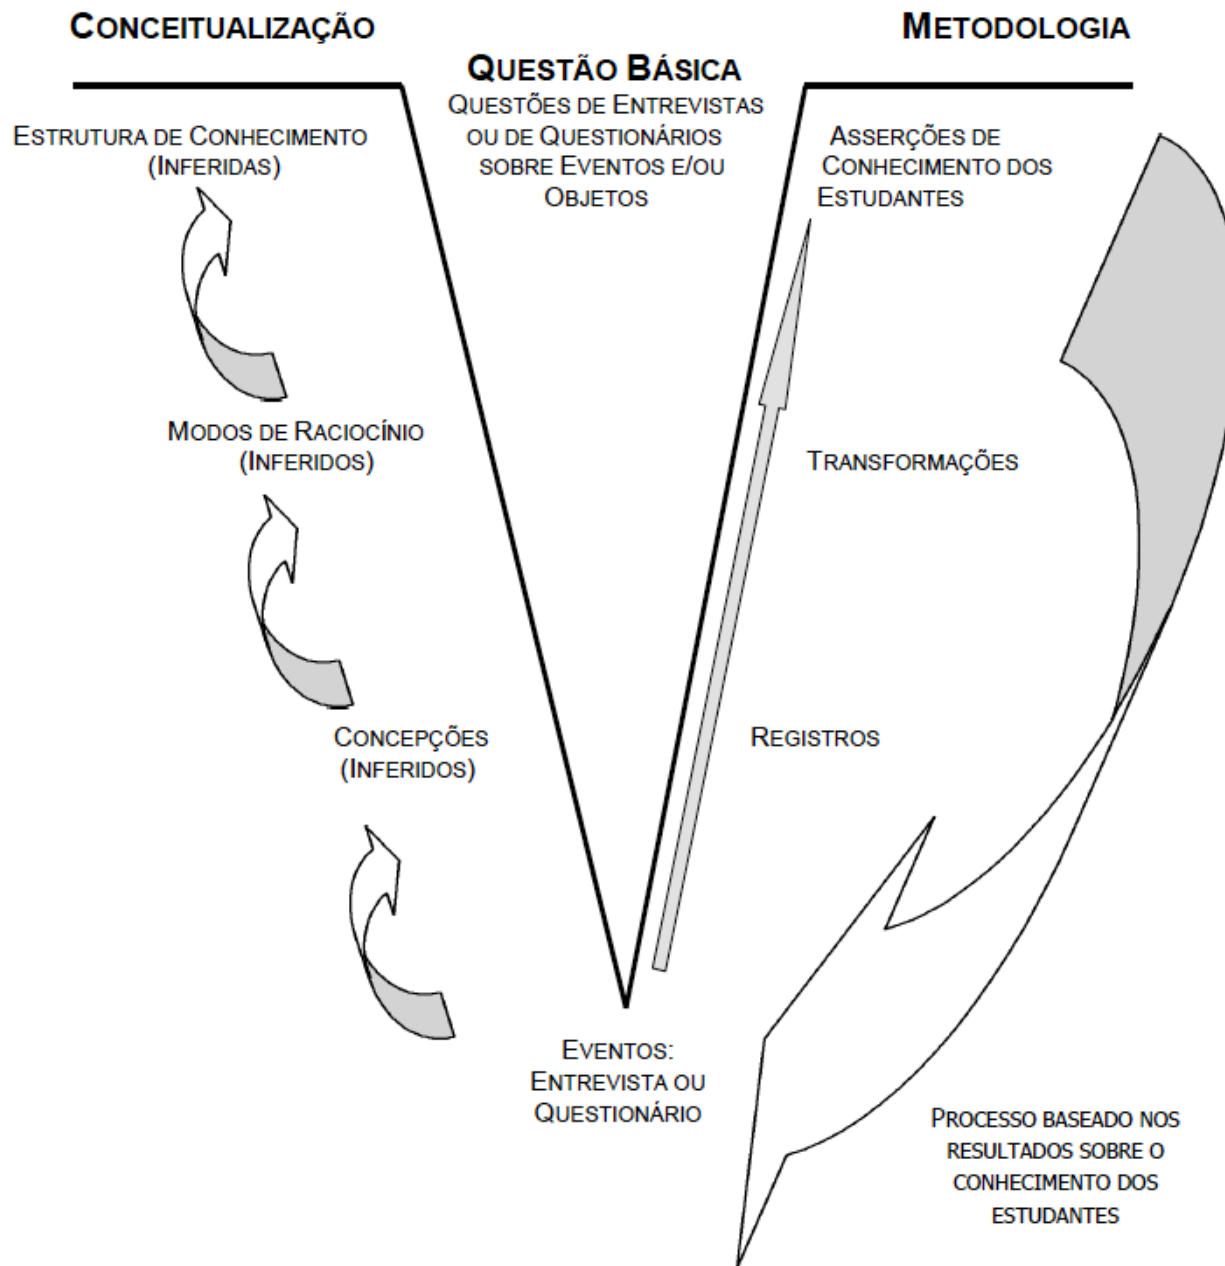 CONCEITUALIZAÇÃO
METODOLOGIA
QUESTÃO BÁSICA
QUESTÕES DE ENTREVISTAS
OU DE QUESTIONÁRIOS
SOBRE EVENTOS E/OU
OBJETOS
ESTRUTURA DE CONHECIMENTO
(INFERIDAS)
ASSERÇÕES DE
CONHECIMENTO DOS
ESTUDANTES
MODOS DE RACIOCÍNIO
(INFERIDOS)
TRANSFORMAÇÕES
CONCEPÇÕES
(INFERIDOS)
REGISTROS
EVENTOS:
ENTREVISTA OU
QUESTIONÁRIO
PROCESSO BASEADO NOS
RESULTADOS SOBRE O
CONHECIMENTO DOS
ESTUDANTES